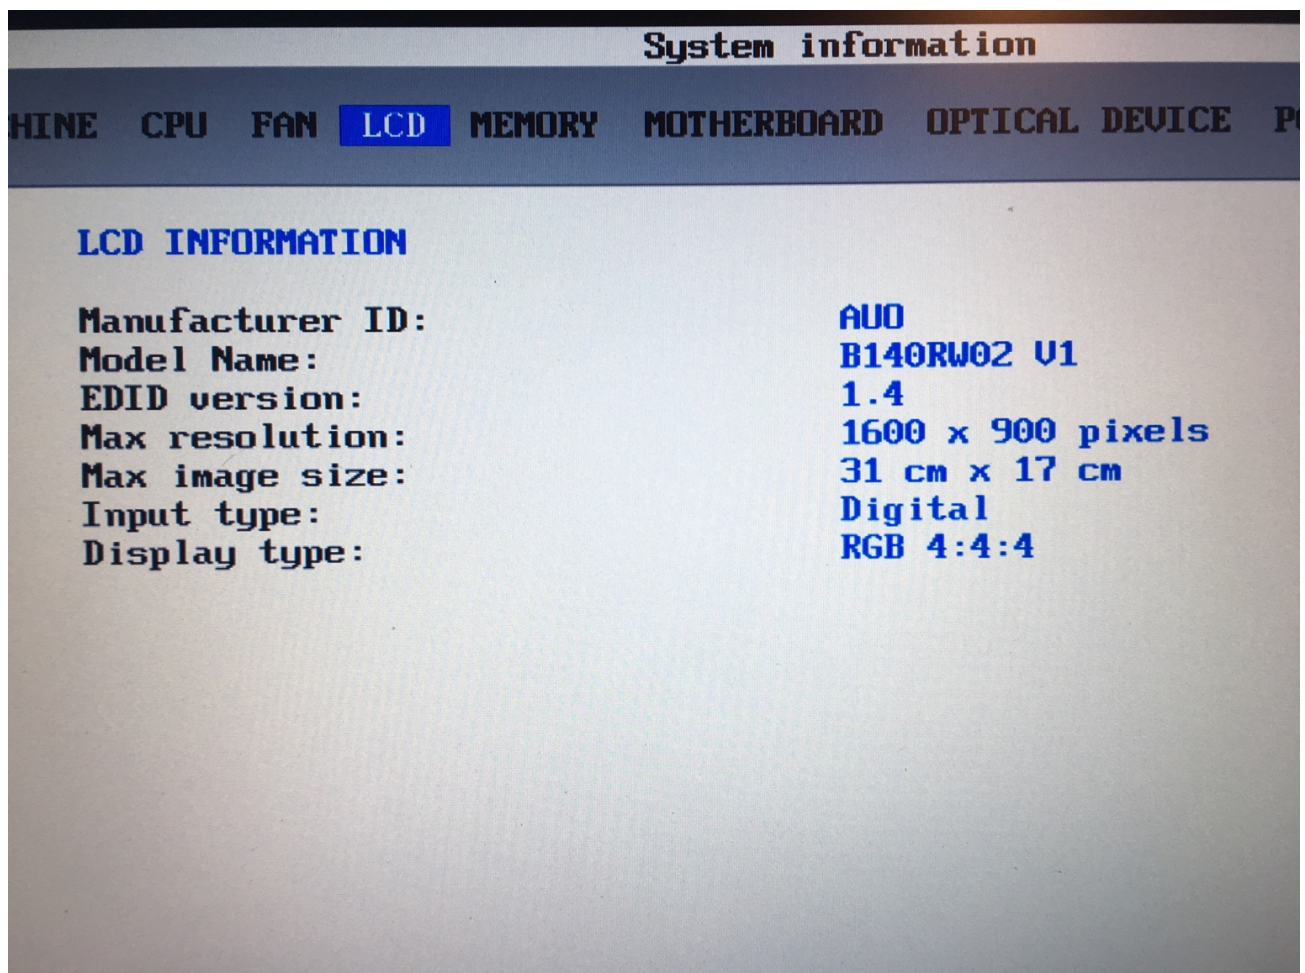 System information
HINE CPU FAN LCD MEMORY MOTHERBOARD OPTICAL DEVICE
LCD INFORMATION
Manufacturer ID: AUO
Model Name: B140RW02 V1
EDID version: 1.4
Max resolution: 1600 x 900 pixels
Max image size: 31 cm x 17 cm
Input type: Digital
Display type: RGB 4:4:4